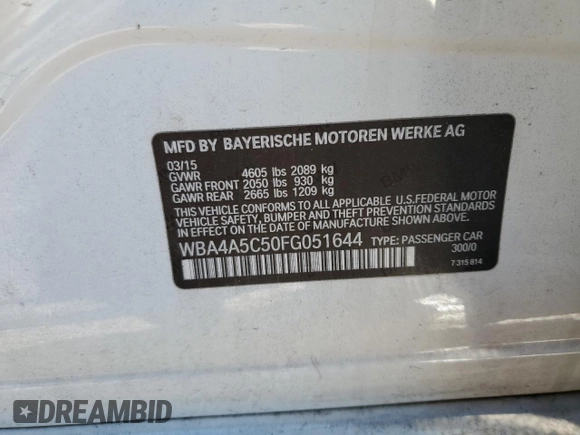 MFD BY BAYERISCHE MOTOREN WERKE AG
03/15
GVWR 4605 lbs 2089 kg
GAWR FRONT 2050 lbs 930 kg
GAWR REAR 2665 lbs 1209 kg
THIS VEHICLE CONFORMS TO ALL APPLICABLE U.S.FEDERAL MOTOR
VEHICLE SAFETY, BUMPER AND THEFT PREVENTION STANDARDS
IN EFFECT ON THE DATE OF MANUFACTURE SHOWN ABOVE.
WBA4A5C50FG051644 TYPE: PASSENGER CAR
300/0
7 315 814
DREAMBID